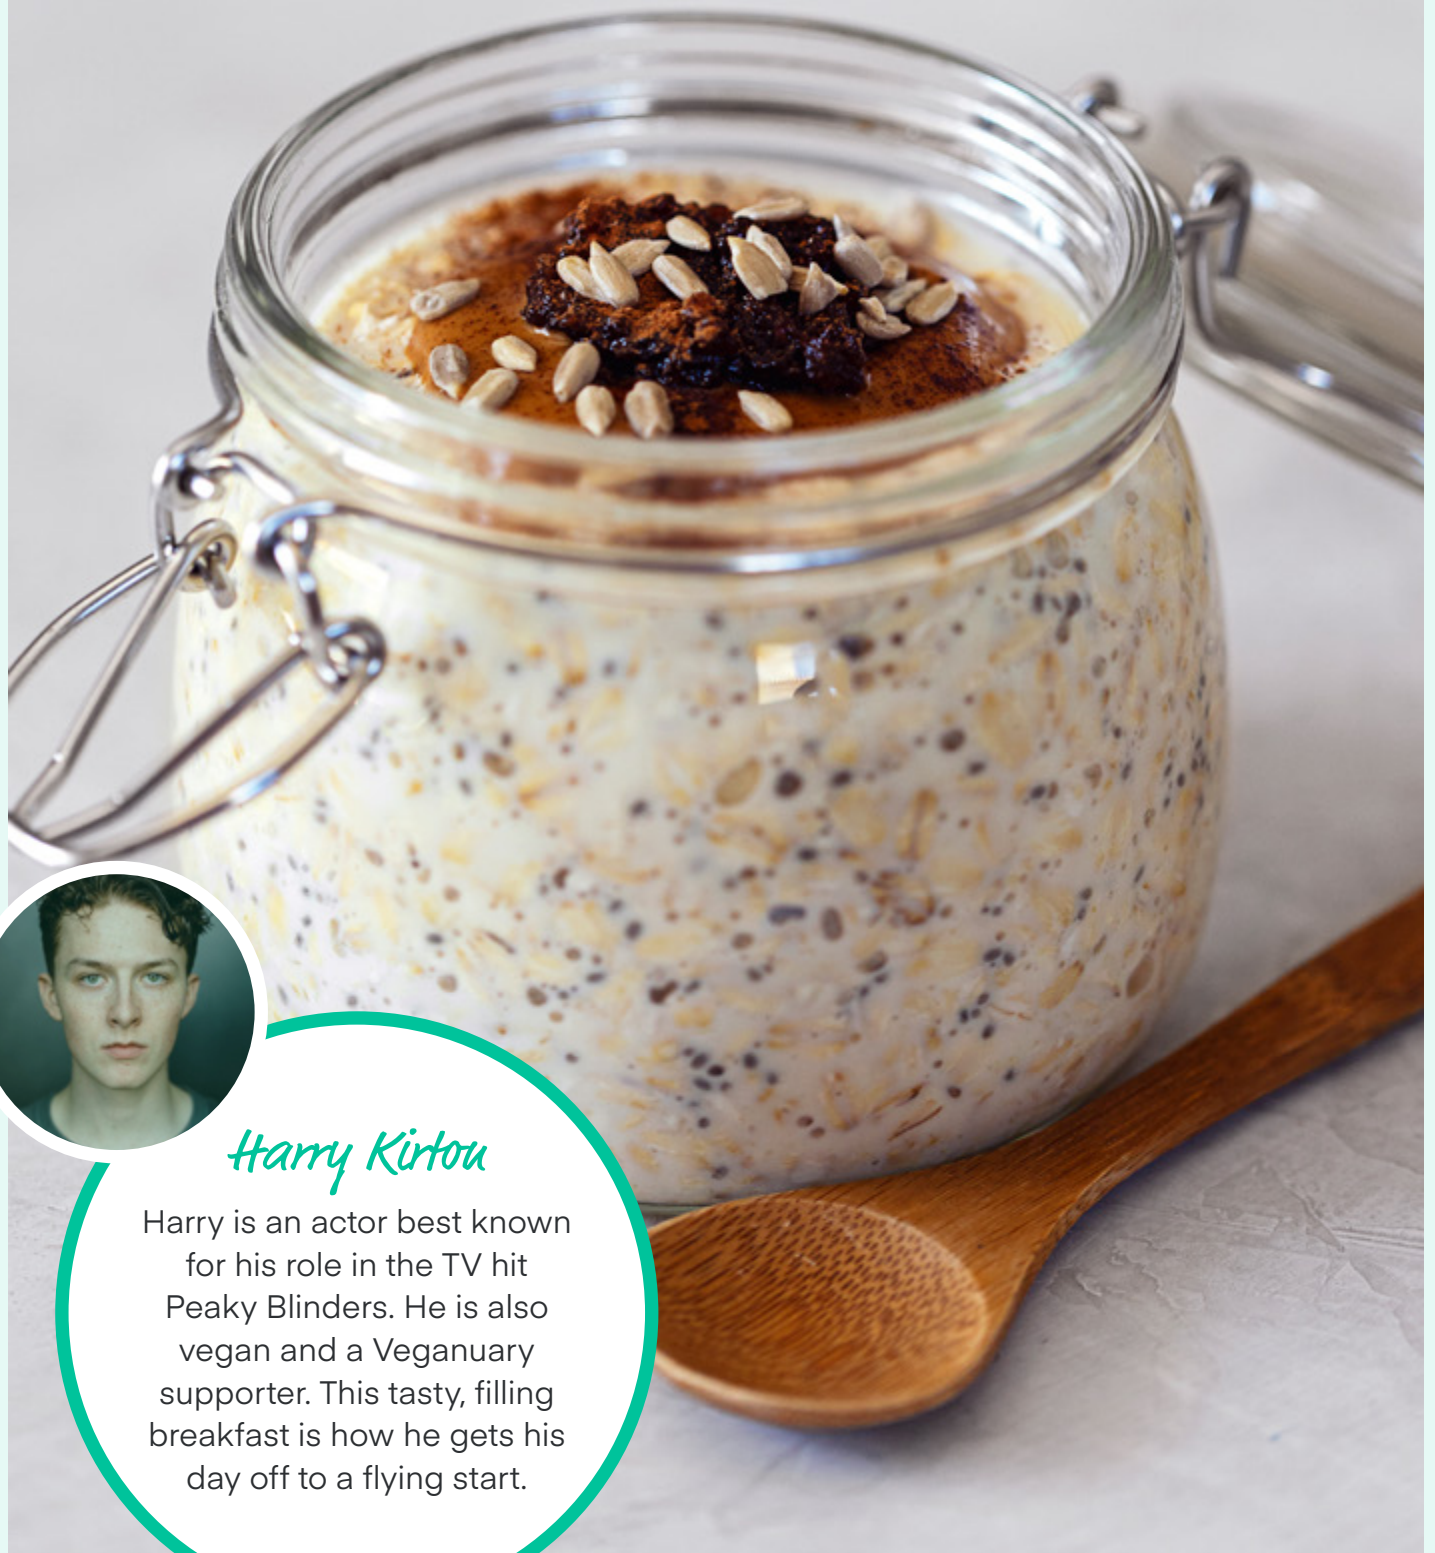 Harry Kirton
Harry is an actor best known
for his role in the TV hit
Peaky Blinders. He is also
vegan and a Veganuary
supporter. This tasty, filling
breakfast is how he gets his
day off to a flying start.